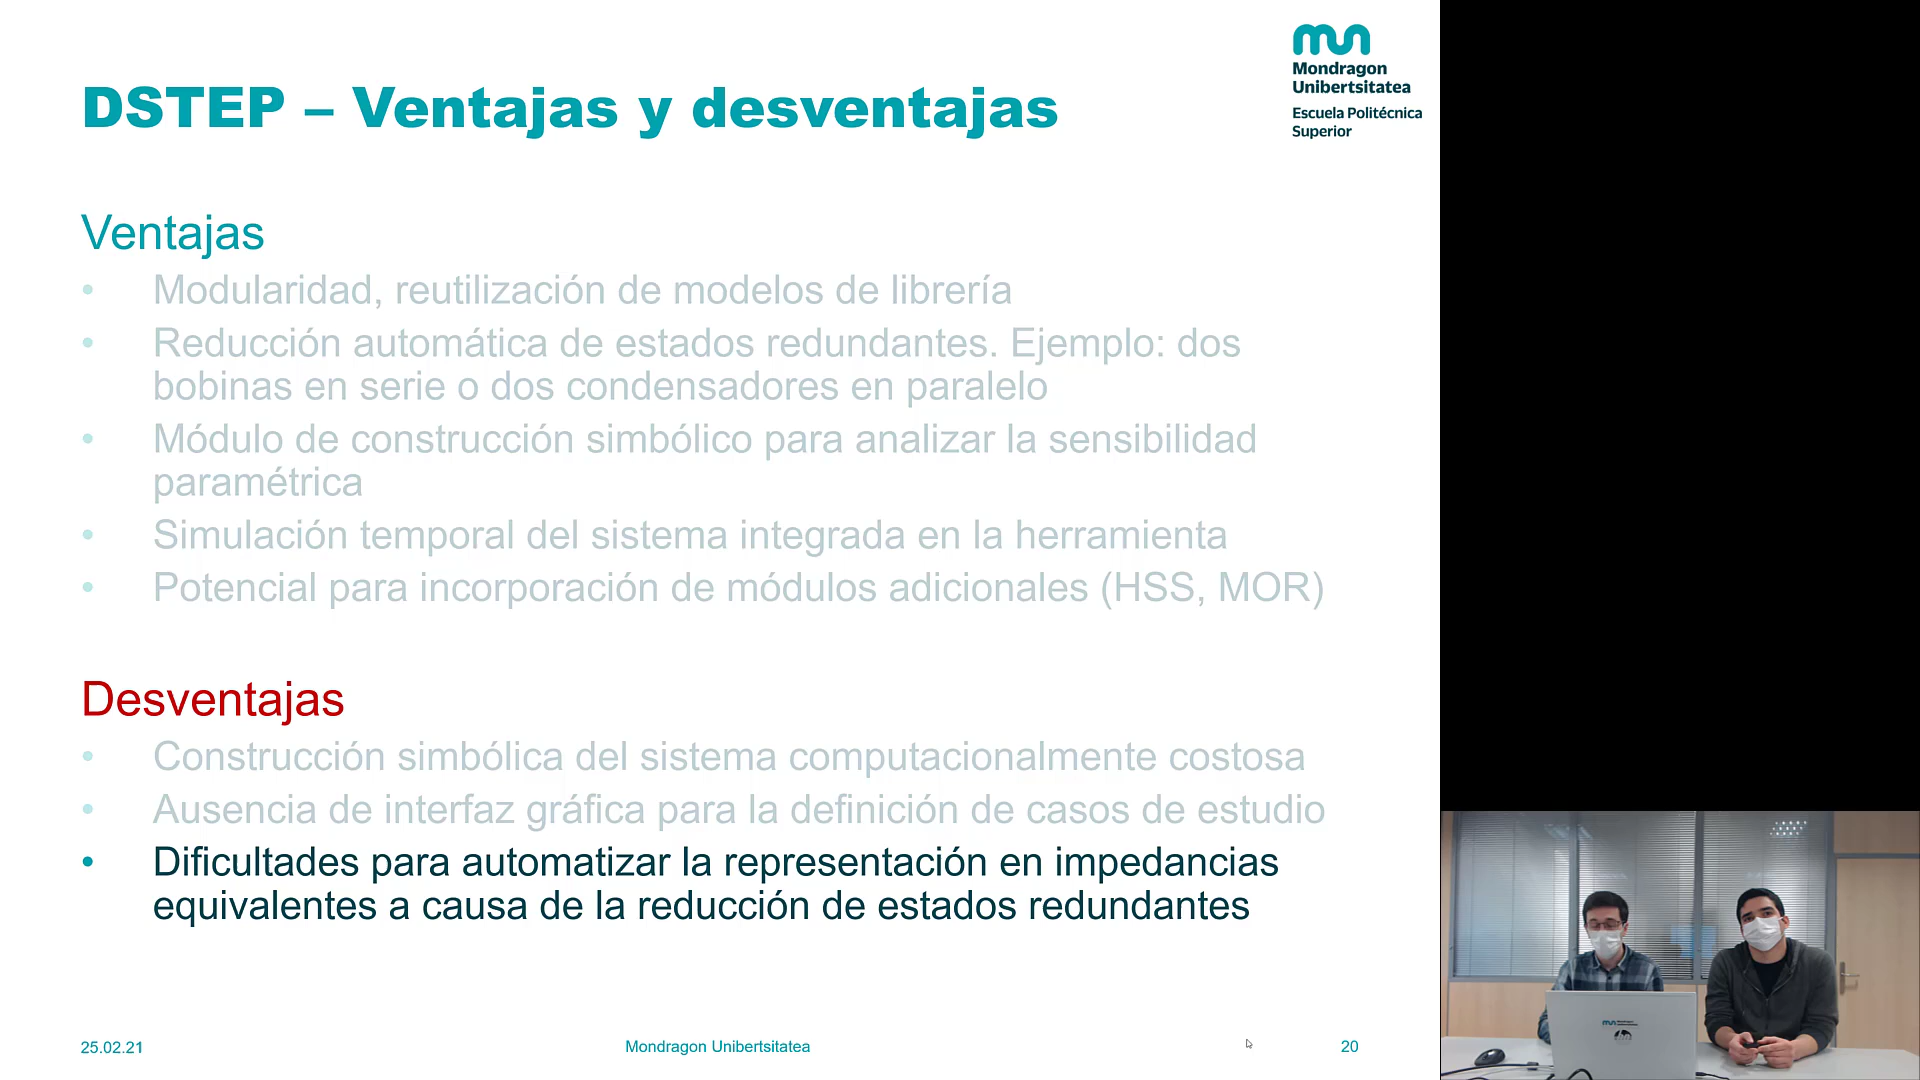 Mondragon
Unibertsitatea
Escuela Politécnica
Superior
DSTEP – Ventajas y desventajas
Ventajas
• Modularidad, reutilización de modelos de librería
• Reducción automática de estados redundantes. Ejemplo: dos
bobinas en serie o dos condensadores en paralelo
• Módulo de construcción simbólico para analizar la sensibilidad
paramétrica
• Simulación temporal del sistema integrada en la herramienta
• Potencial para incorporación de módulos adicionales (HSS, MOR)
Desventajas
• Construcción simbólica del sistema computacionalmente costosa
• Ausencia de interfaz gráfica para la definición de casos de estudio
• Dificultades para automatizar la representación en impedancias
equivalentes a causa de la reducción de estados redundantes
25.02.21
Mondragon Unibertsitatea
20